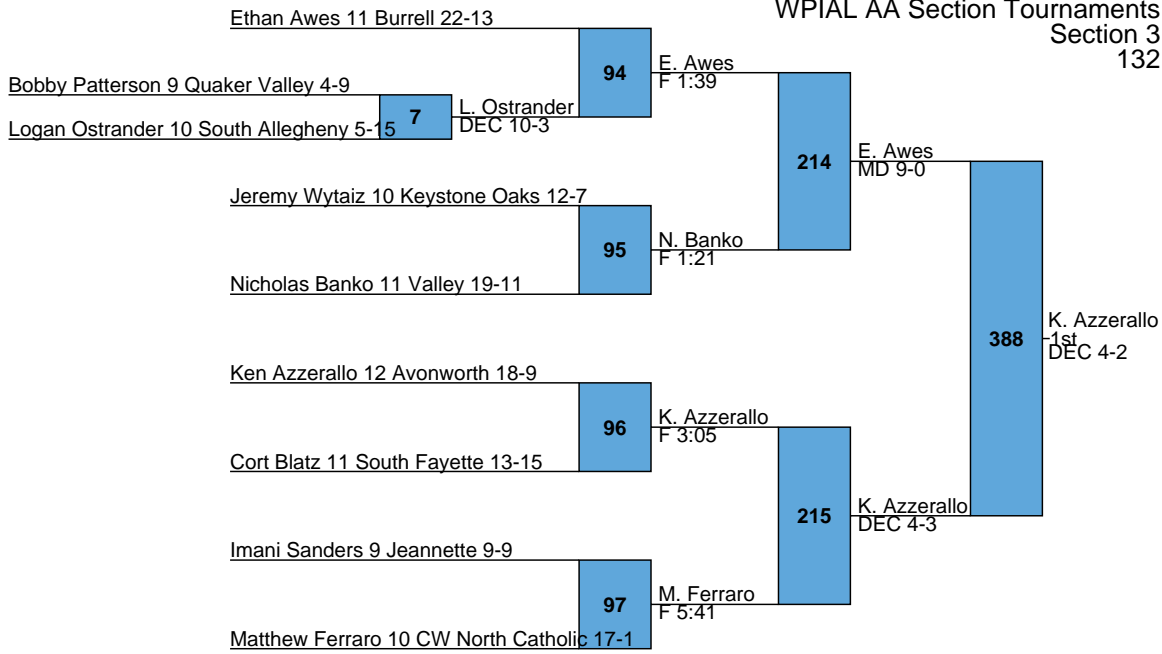 WPIAL AA Section Tournaments
Section 3
132
Ethan Awes 11 Burrell 22-13
94
E. Awes
F 1:39
Bobby Patterson 9 Quaker Valley 4-9
7
L. Ostrander
DEC 10-3
Logan Ostrander 10 South Allegheny 5-15
214
E. Awes
MD 9-0
Jeremy Wytaiz 10 Keystone Oaks 12-7
95
N. Banko
F 1:21
Nicholas Banko 11 Valley 19-11
388
K. Azzerallo
1st
DEC 4-2
Ken Azzerallo 12 Avonworth 18-9
96
K. Azzerallo
F 3:05
Cort Blatz 11 South Fayette 13-15
215
K. Azzerallo
DEC 4-3
Imani Sanders 9 Jeannette 9-9
97
M. Ferraro
F 5:41
Matthew Ferraro 10 CW North Catholic 17-1